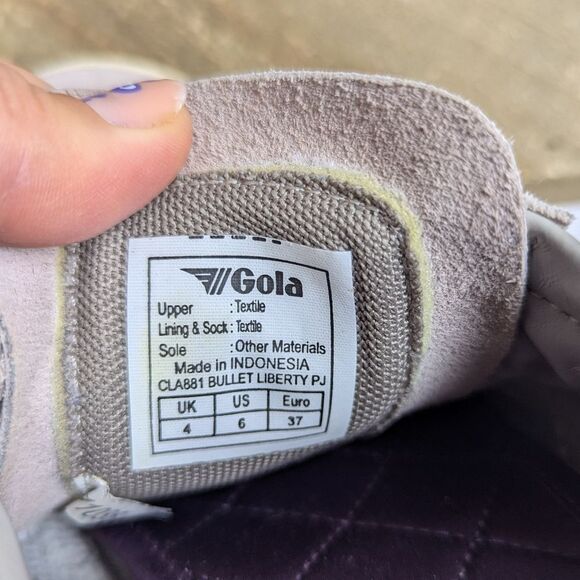 Gola
Upper : Textile
Lining & Sock : Textile
Sole : Other Materials
Made in INDONESIA
CLA881 BULLET LIBERTY PJ
UK US Euro
4 6 37